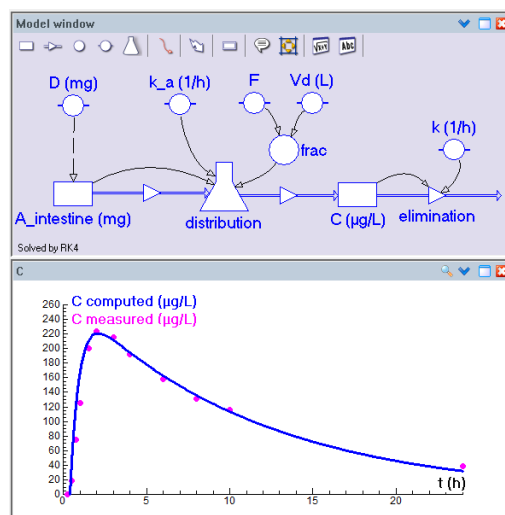 Model window
√x+y Abc
D (mg) k_a (1/h) F Vd (L)
k (1/h)
frac
A_intestine (mg) distribution C (µg/L) elimination
Solved by RK4
C
C computed (µg/L)
C measured (µg/L)
260
240
220
200
180
160
140
120
100
80
60
40
20
0
0 5 10 15 20
t (h)